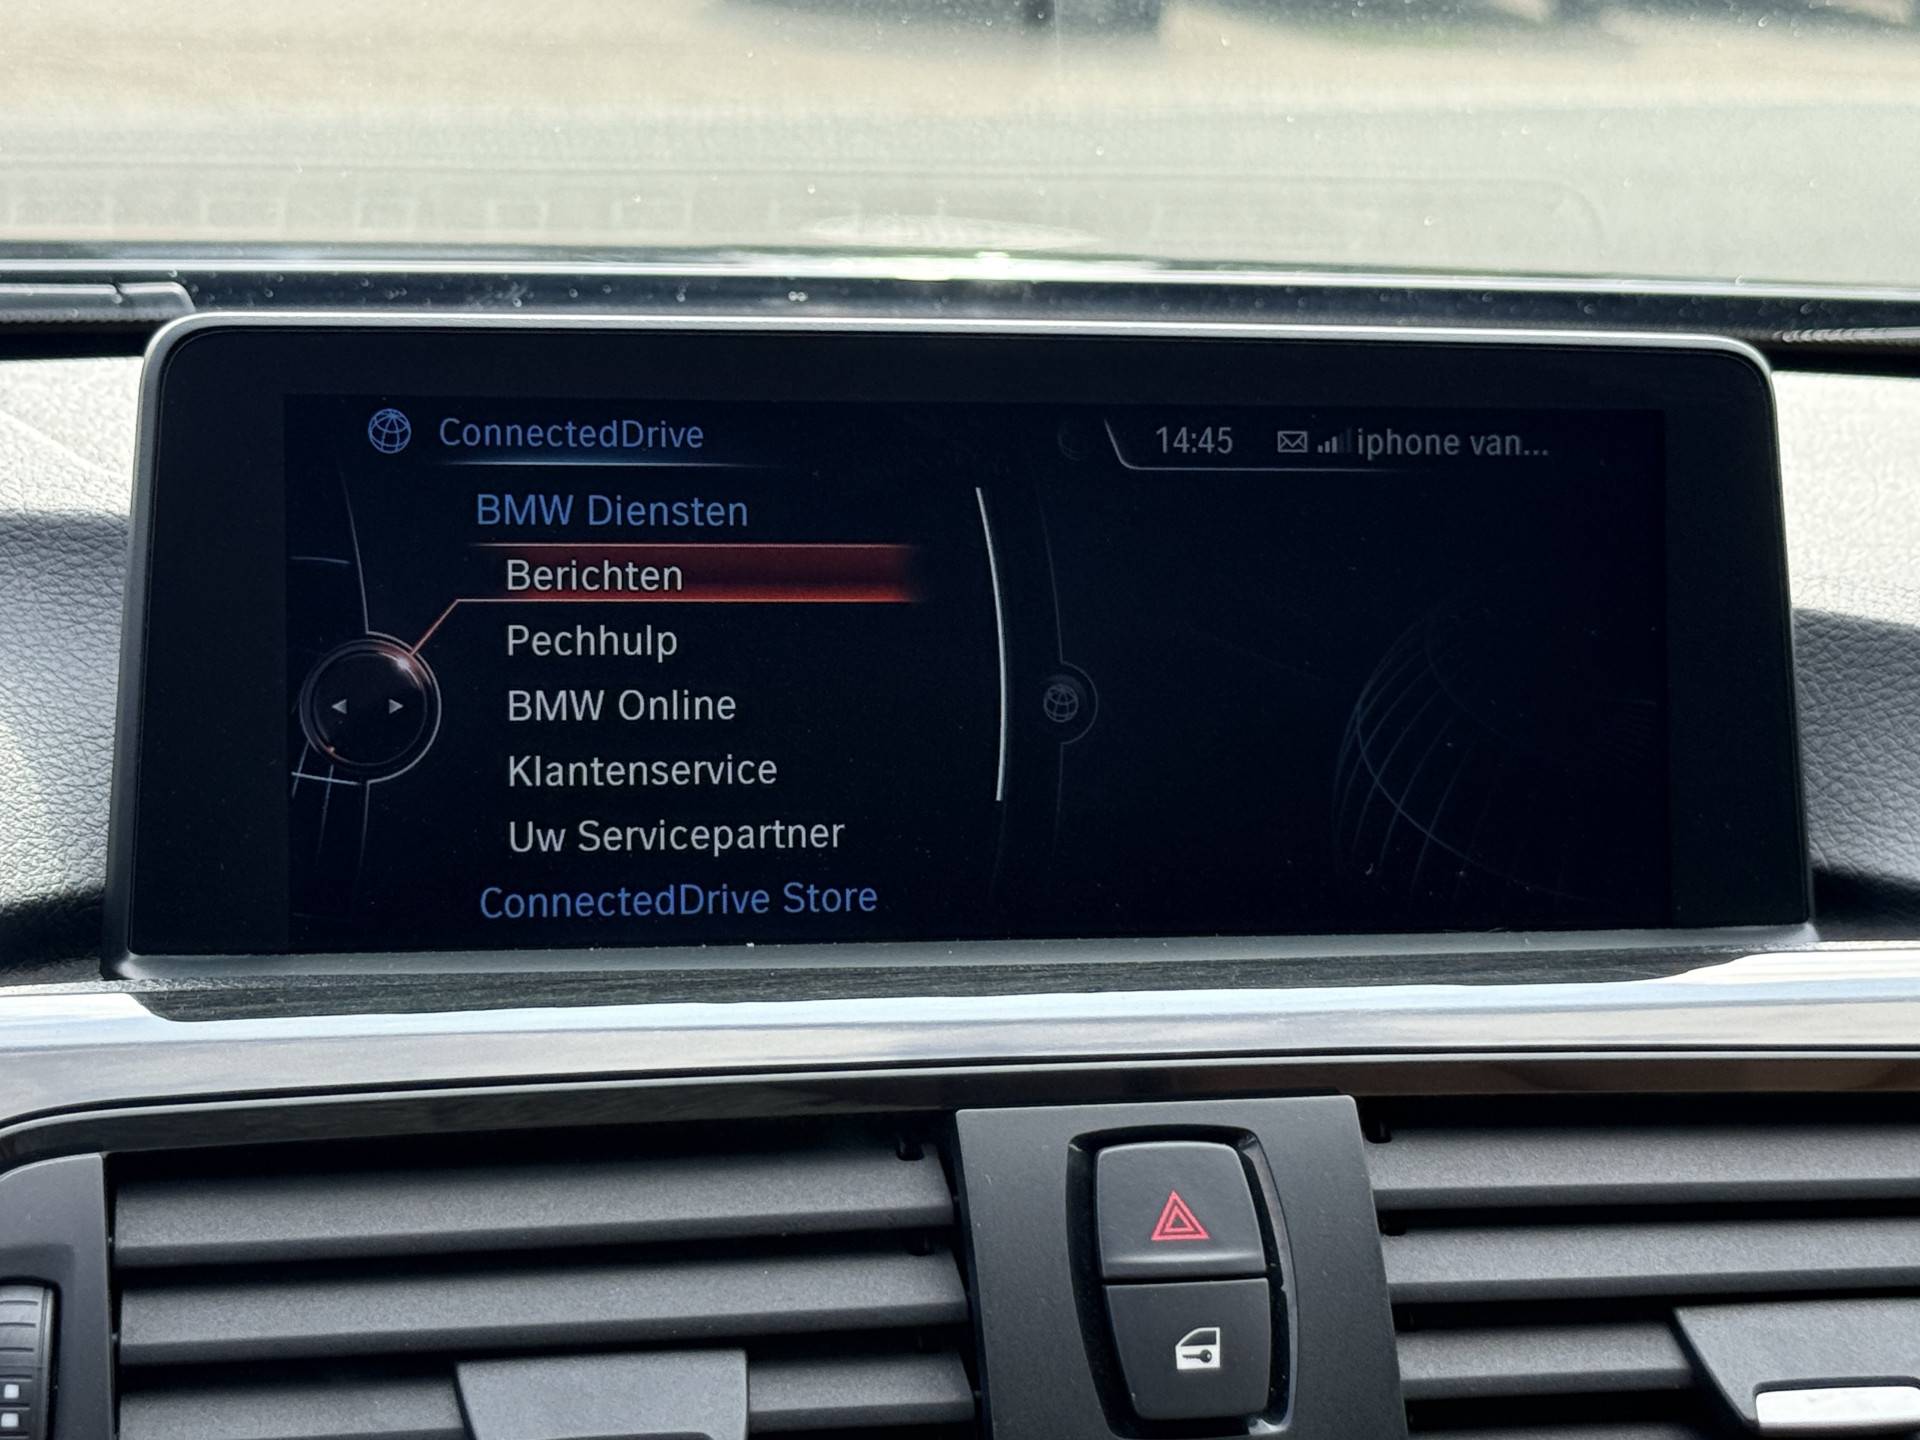 ConnectedDrive
14:45 iphone van...
BMW Diensten
Berichten
Pechhulp
BMW Online
Klantenservice
Uw Servicepartner
ConnectedDrive Store